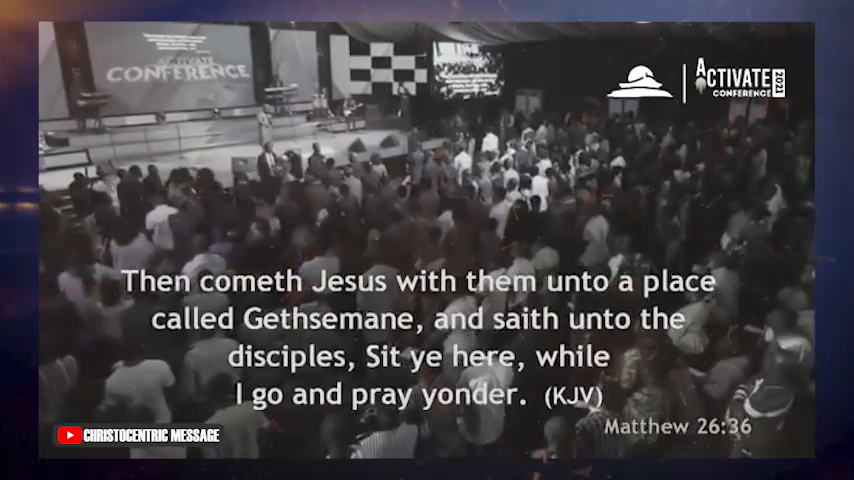 ACTIVATE
CONFERENCE
ACTIVATE
CONFERENCE
2021
Then cometh Jesus with them unto a place
called Gethsemane, and saith unto the
disciples, Sit ye here, while
I go and pray yonder. (KJV)
Matthew 26:36
CHRISTOCENTRIC MESSAGE